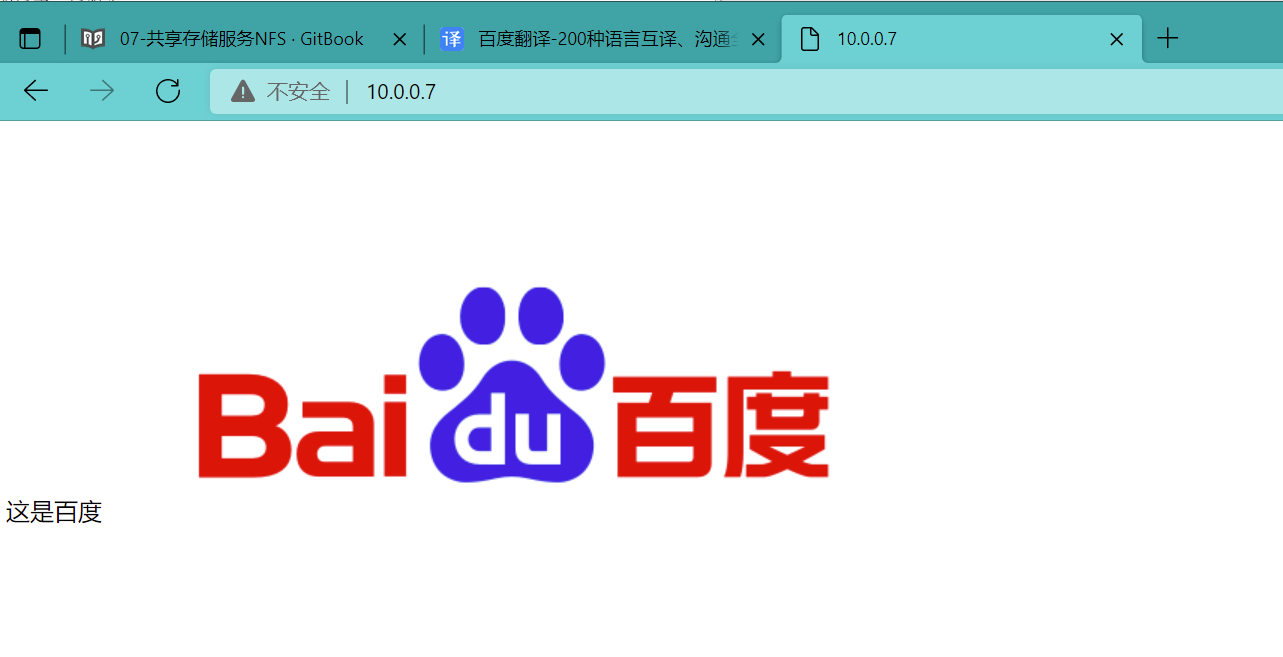 07-共享存储服务NFS · GitBook
译 百度翻译-200种语言互译、沟通
10.0.0.7
不安全 | 10.0.0.7
Bai du 百度
这是百度